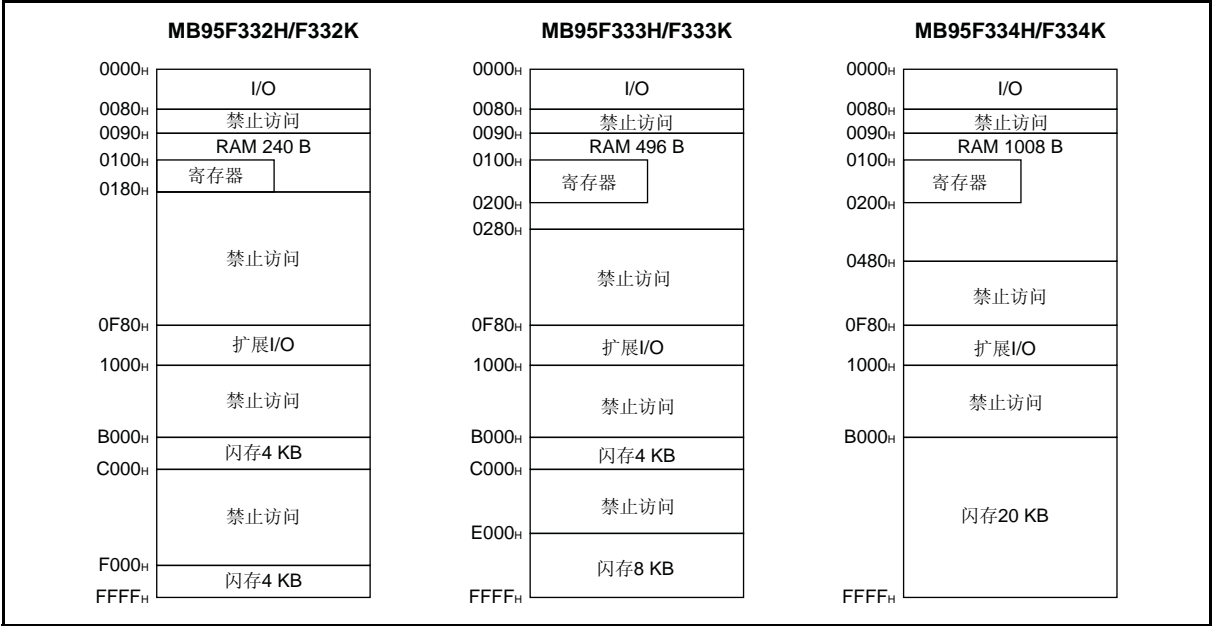 MB95F332H/F332K
0000H
I/O
0080H
禁止访问
0090H
RAM 240 B
0100H
寄存器
0180H
禁止访问
0F80H
扩展I/O
1000H
禁止访问
B000H
闪存4 KB
C000H
禁止访问
F000H
闪存4 KB
FFFFH
MB95F333H/F333K
0000H
I/O
0080H
禁止访问
0090H
RAM 496 B
0100H
寄存器
0200H
0280H
禁止访问
0F80H
扩展I/O
1000H
禁止访问
B000H
闪存4 KB
C000H
禁止访问
E000H
闪存8 KB
FFFFH
MB95F334H/F334K
0000H
I/O
0080H
禁止访问
0090H
RAM 1008 B
0100H
寄存器
0200H
0480H
禁止访问
0F80H
扩展I/O
1000H
禁止访问
B000H
闪存20 KB
FFFFH